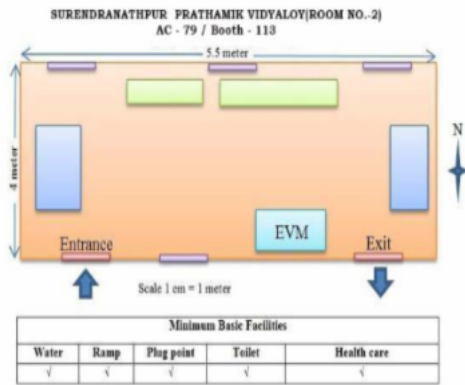 SURENDRANATHPUR PRATHAMIK VIDYALOY(ROOM NO.-2)
AC - 79 / Booth - 113
5.5 meter
4 meter
N
EVM
Entrance
Exit
Scale 1 cm = 1 meter
Minimum Basic Facilities
Water Ramp Plug point Toilet Health care
√ √ √ √ √